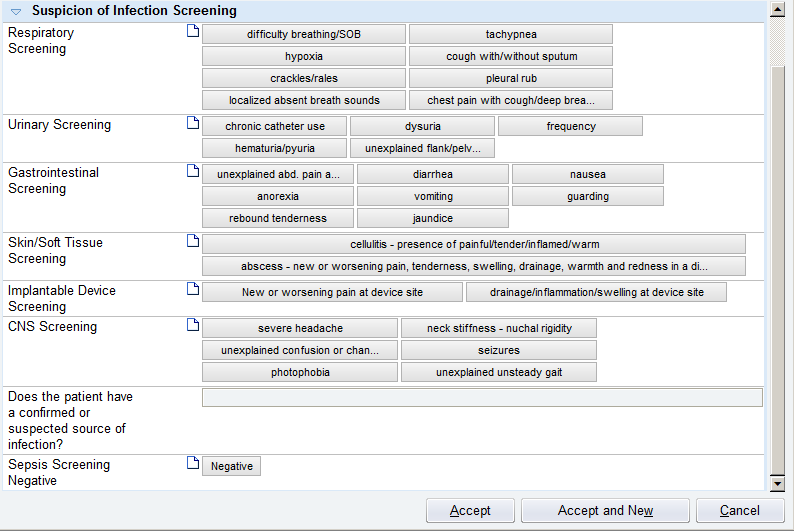 Suspicion of Infection Screening
Respiratory
Screening
difficulty breathing/SOB
tachypnea
hypoxia
cough with/without sputum
crackles/rales
pleural rub
localized absent breath sounds
chest pain with cough/deep brea...
Urinary Screening
chronic catheter use
dysuria
frequency
hematuria/pyuria
unexplained flank/pelv...
Gastrointestinal
Screening
unexplained abd. pain a...
diarrhea
nausea
anorexia
vomiting
guarding
rebound tenderness
jaundice
Skin/Soft Tissue
Screening
cellulitis - presence of painful/tender/inflamed/warm
abscess - new or worsening pain, tenderness, swelling, drainage, warmth and redness in a di...
Implantable Device
Screening
New or worsening pain at device site
drainage/inflammation/swelling at device site
CNS Screening
severe headache
neck stiffness - nuchal rigidity
unexplained confusion or chan...
seizures
photophobia
unexplained unsteady gait
Does the patient have
a confirmed or
suspected source of
infection?
Sepsis Screening
Negative
Negative
Accept
Accept and New
Cancel